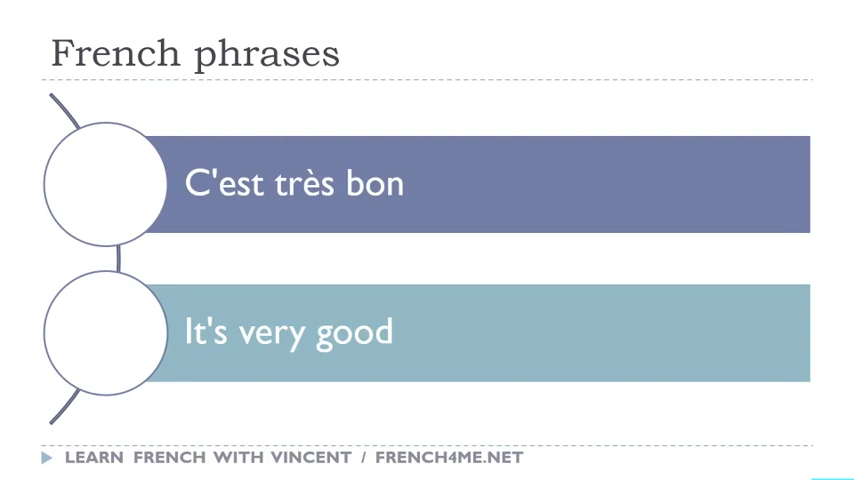 French phrases
C'est très bon
It's very good
LEARN FRENCH WITH VINCENT / FRENCH4ME.NET